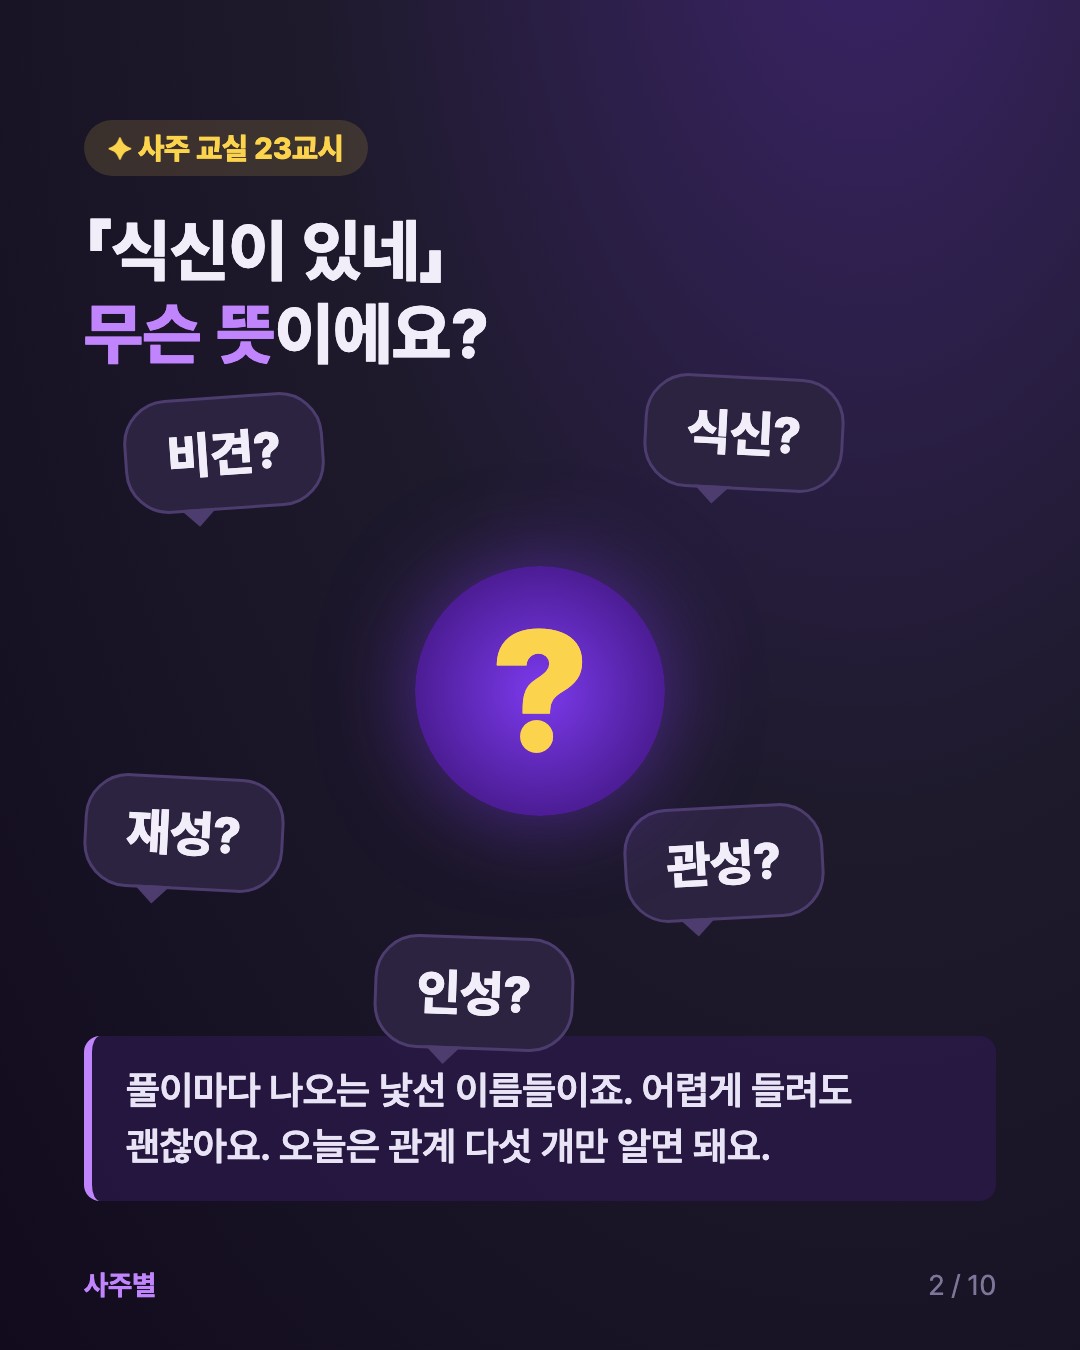 ✦ 사주 교실 23교시
「식신이 있네」
무슨 뜻이에요?
비견?
식신?
?
재성?
관성?
인성?
풀이마다 나오는 낯선 이름들이죠. 어렵게 들려도
괜찮아요. 오늘은 관계 다섯 개만 알면 돼요.
사주별
2 / 10